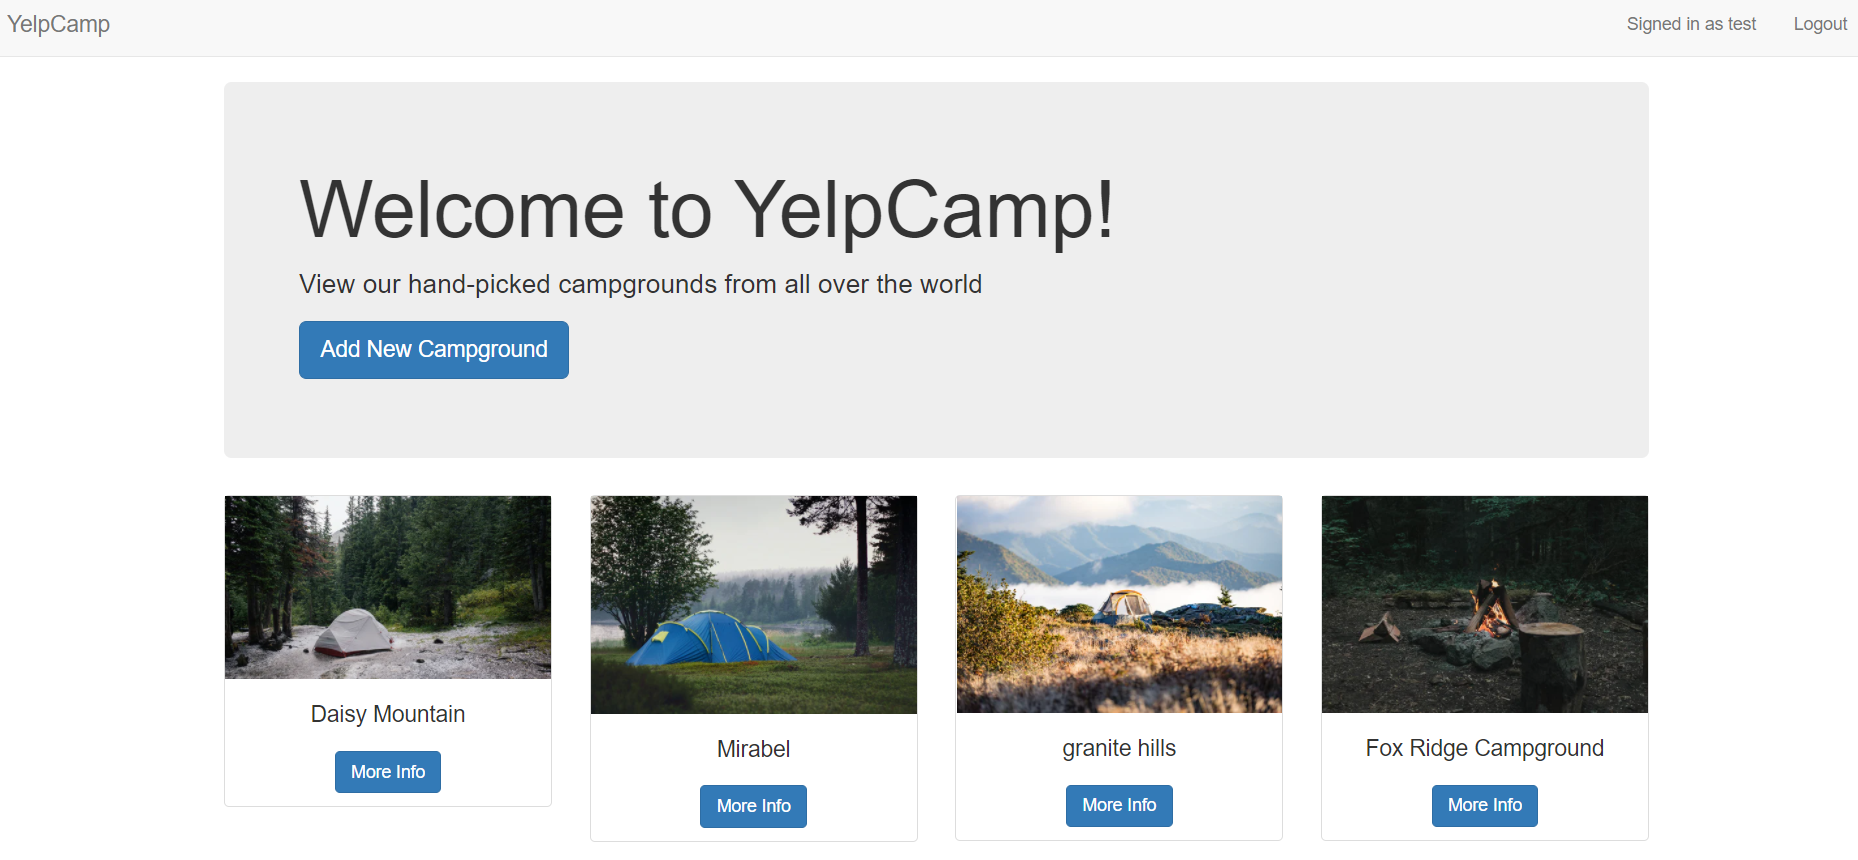 YelpCamp
Signed in as test
Logout
Welcome to YelpCamp!
View our hand-picked campgrounds from all over the world
Add New Campground
Daisy Mountain
More Info
Mirabel
More Info
granite hills
More Info
Fox Ridge Campground
More Info